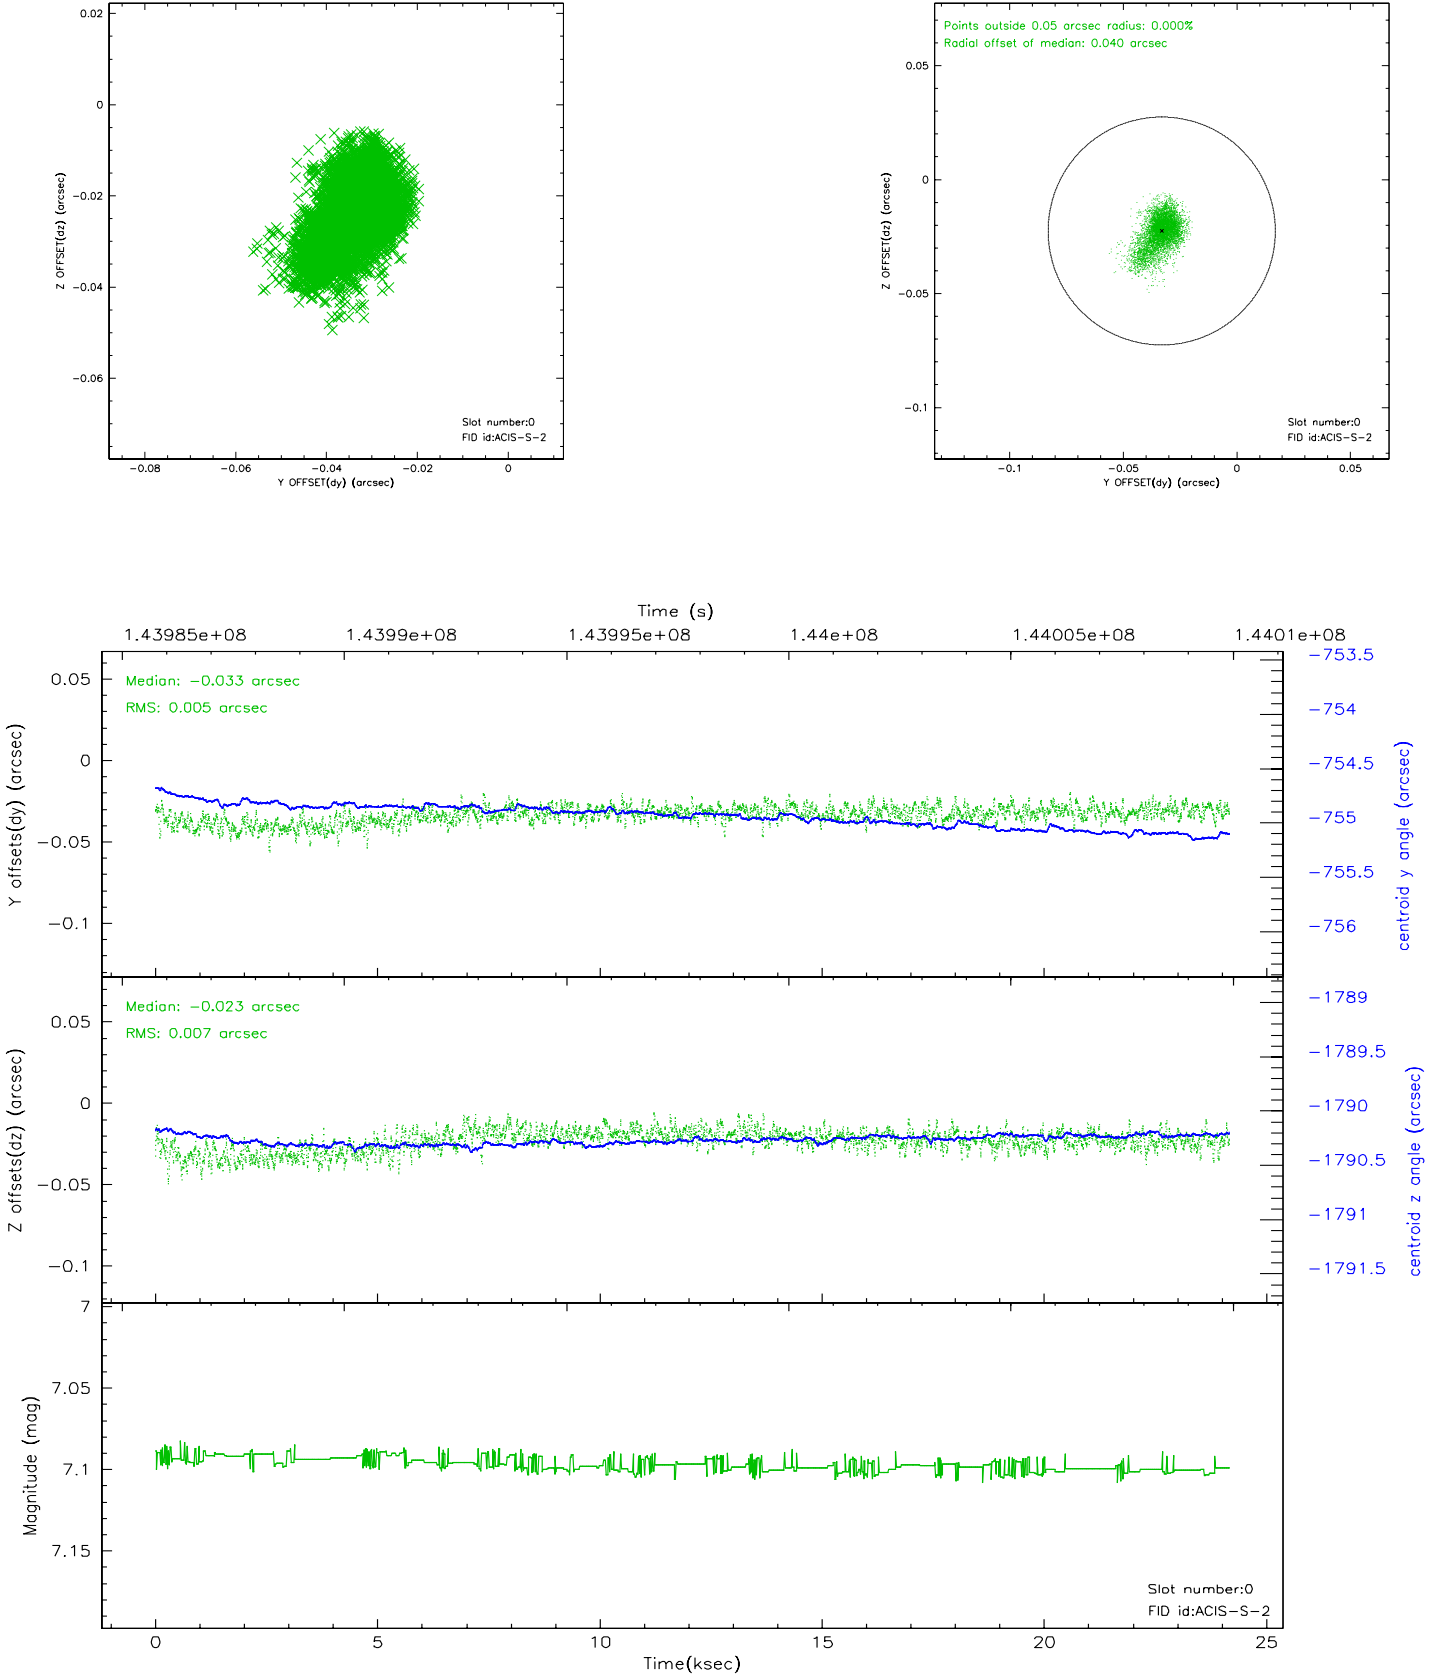 0.02
0
−0.02
−0.04
−0.06
Z OFFSET(dz) (arcsec)
Slot number:0
FID id:ACIS−S−2
−0.08
−0.06
−0.04
−0.02
0
Y OFFSET(dy) (arcsec)
Points outside 0.05 arcsec radius: 0.000%
Radial offset of median: 0.040 arcsec
0.05
0
−0.05
−0.1
Z OFFSET(dz) (arcsec)
Slot number:0
FID id:ACIS−S−2
−0.1
−0.05
0
0.05
Y OFFSET(dy) (arcsec)
Time (s)
1.43985e+08
1.4399e+08
1.43995e+08
1.44e+08
1.44005e+08
1.4401e+08
Median: −0.033 arcsec
RMS: 0.005 arcsec
0.05
0
−0.05
−0.1
Y offsets(dy) (arcsec)
−753.5
−754
−754.5
−755
−755.5
−756
centroid y angle (arcsec)
Median: −0.023 arcsec
RMS: 0.007 arcsec
0.05
0
−0.05
−0.1
Z offsets(dz) (arcsec)
−1789
−1789.5
−1790
−1790.5
−1791
−1791.5
centroid z angle (arcsec)
7
7.05
7.1
7.15
Magnitude (mag)
Slot number:0
FID id:ACIS−S−2
0
5
10
15
20
25
Time(ksec)